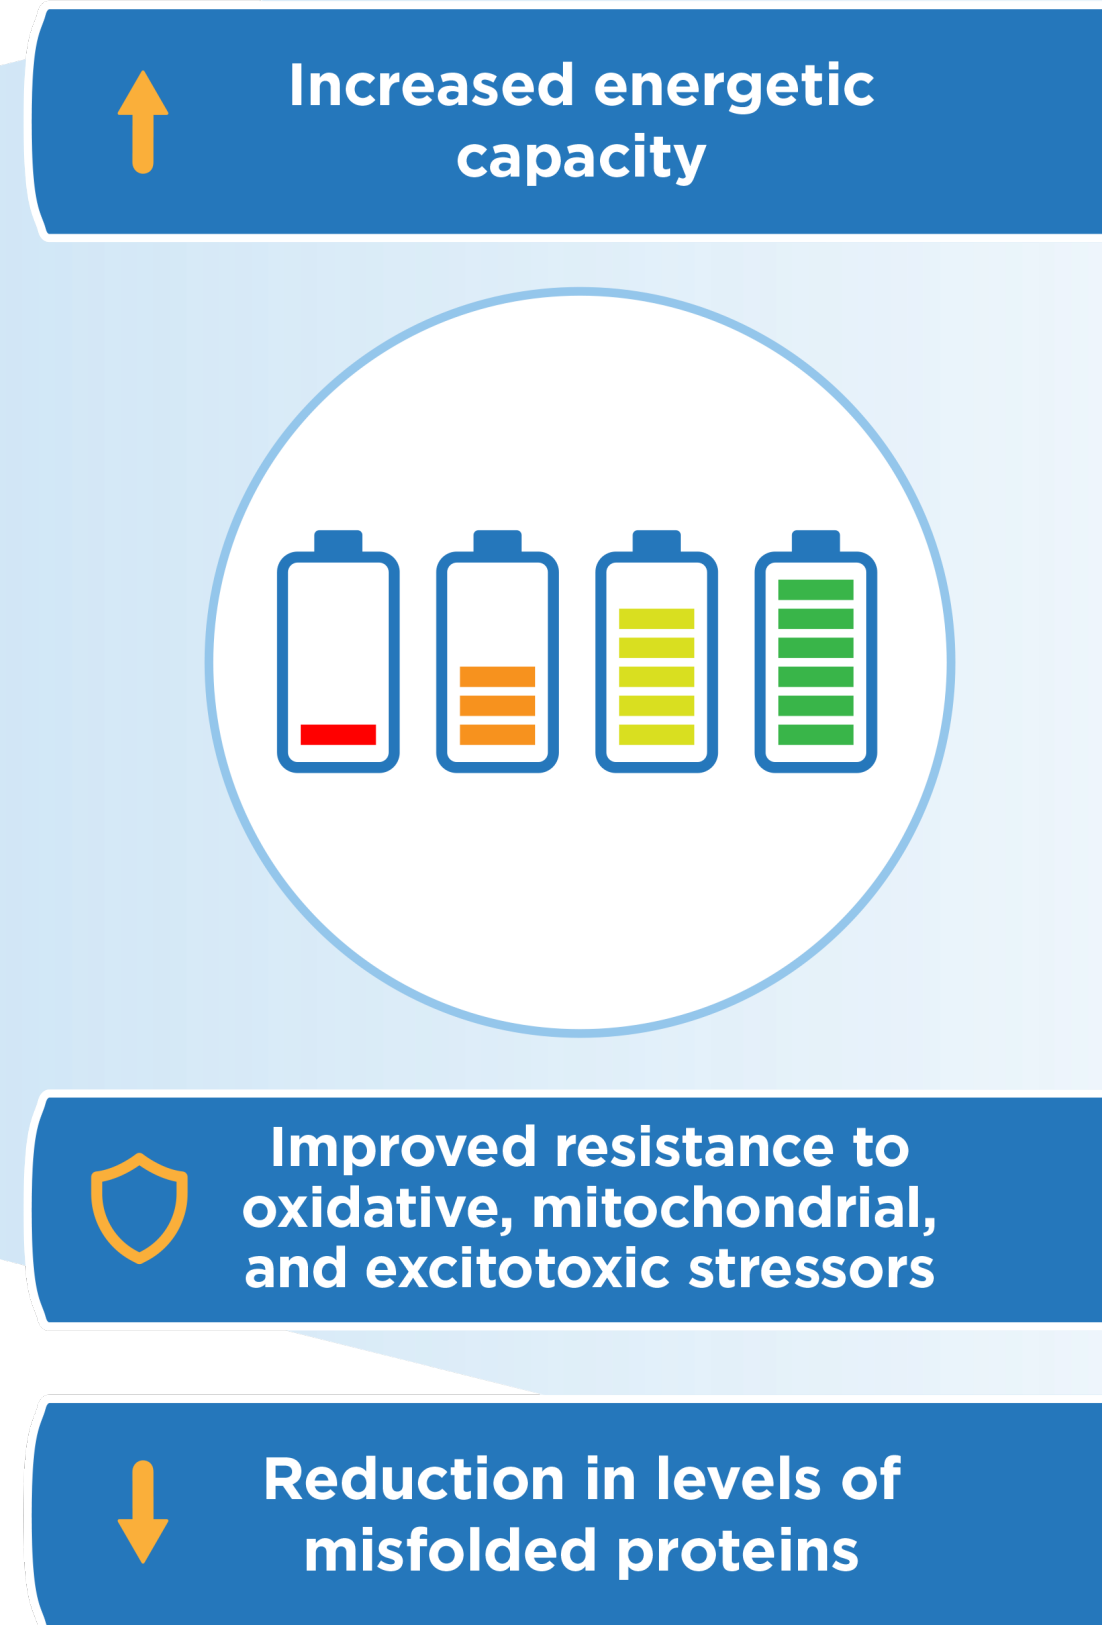 Increased energetic
capacity
Improved resistance to
oxidative, mitochondrial,
and excitotoxic stressors
Reduction in levels of
misfolded proteins